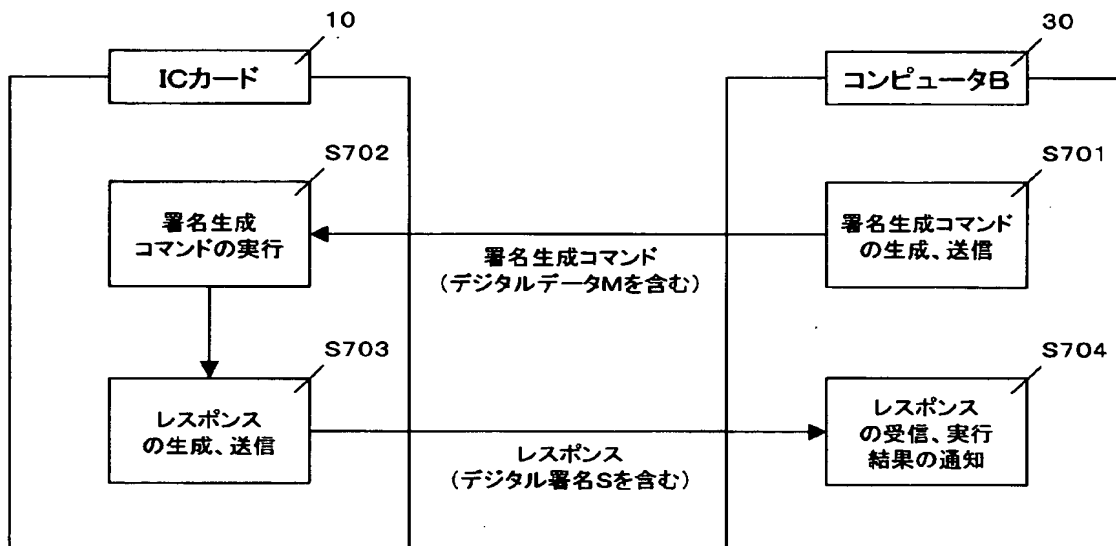 10
ICカード
30
コンピュータB
S702
署名生成
コマンドの実行
S701
署名生成コマンド
の生成、送信
署名生成コマンド
(デジタルデータMを含む)
S703
レスポンス
の生成、送信
S704
レスポンス
の受信、実行
結果の通知
レスポンス
(デジタル署名Sを含む)